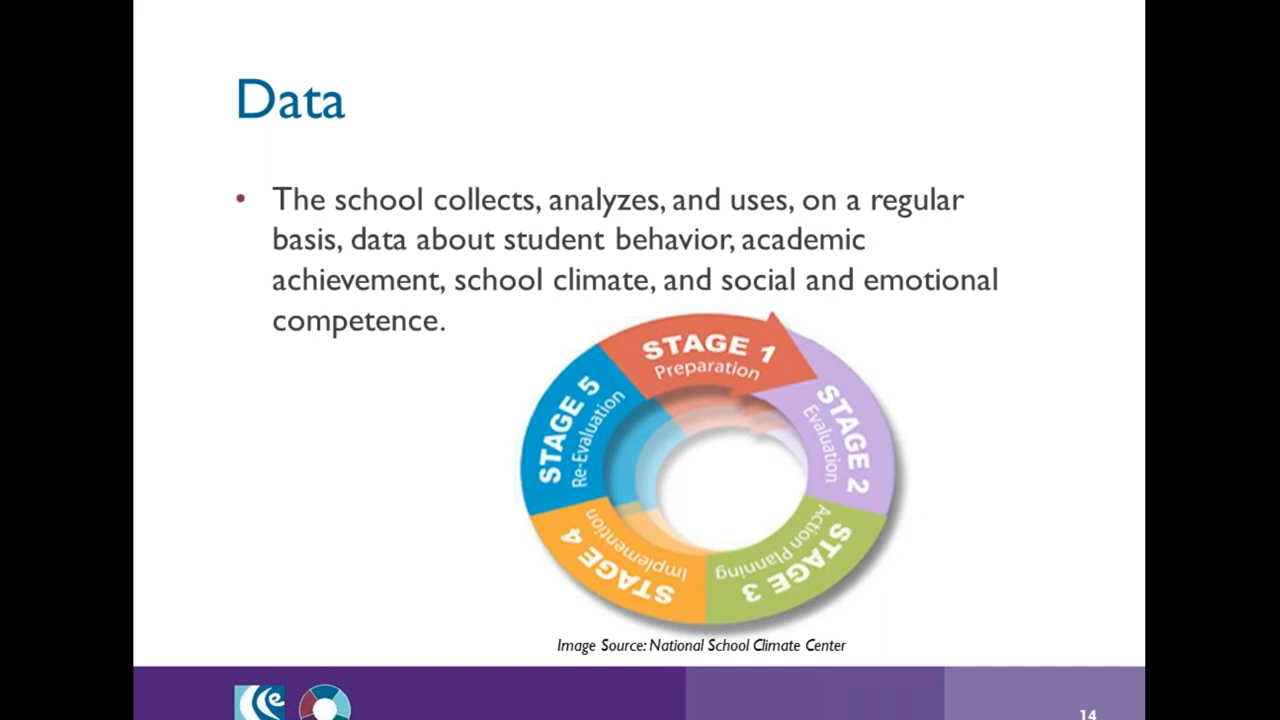 Data
• The school collects, analyzes, and uses, on a regular
basis, data about student behavior, academic
achievement, school climate, and social and emotional
competence.
STAGE 1
Preparation
STAGE 2
Evaluation
STAGE 3
Action Planning
STAGE 4
Implemention
STAGE 5
Re-Evaluation
Image Source: National School Climate Center
14